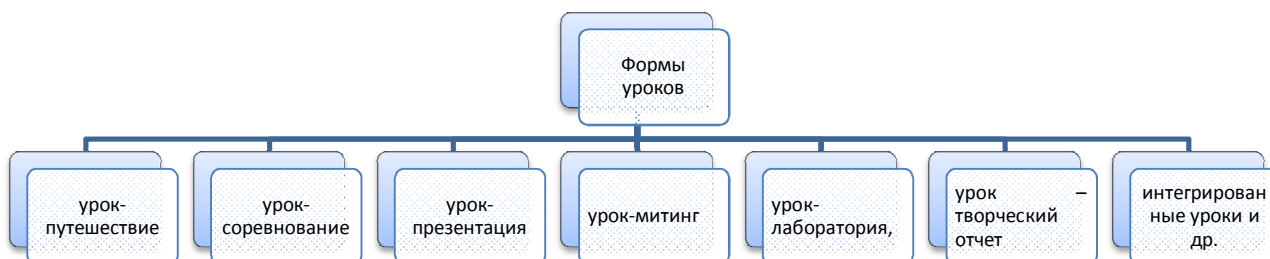 Формы
уроков
урок-
путешествие
урок-
соревнование
урок-
презентация
урок-митинг
урок-
лаборатория,
урок –
творческий
отчет
интегрирован
ные уроки и
др.